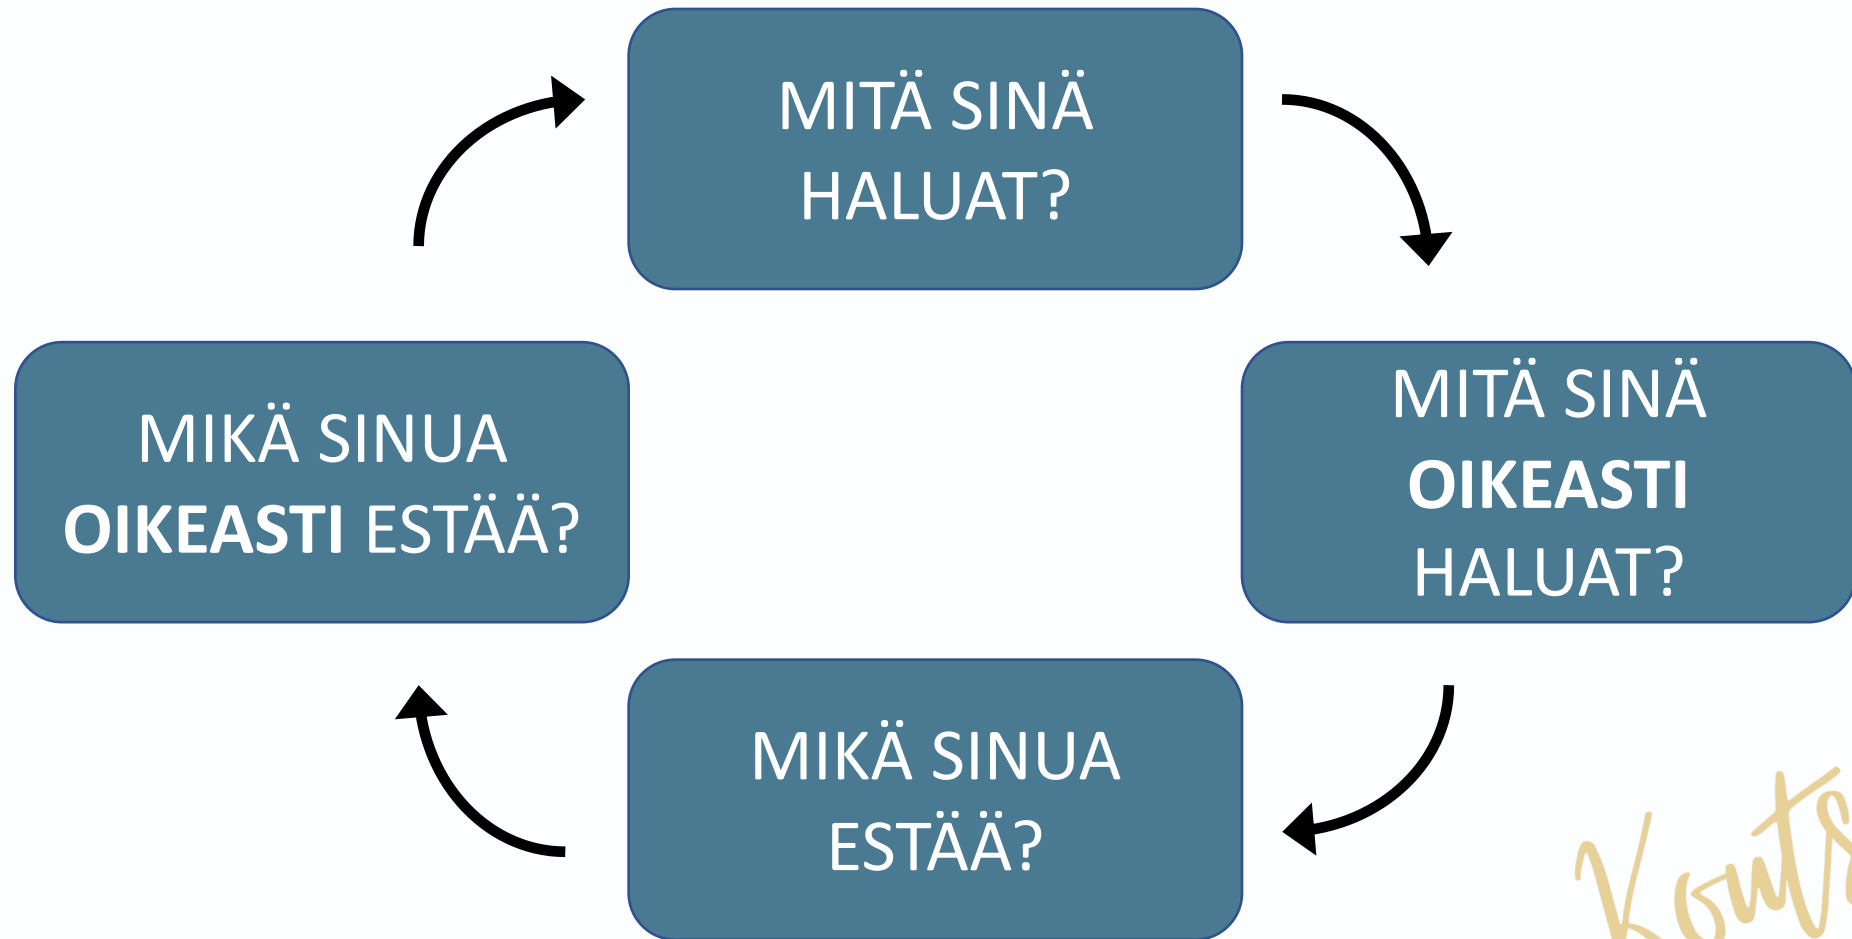 MITÄ SINÄ
HALUAT?
MITÄ SINÄ
OIKEASTI
HALUAT?
MIKÄ SINUA
ESTÄÄ?
MIKÄ SINUA
OIKEASTI ESTÄÄ?